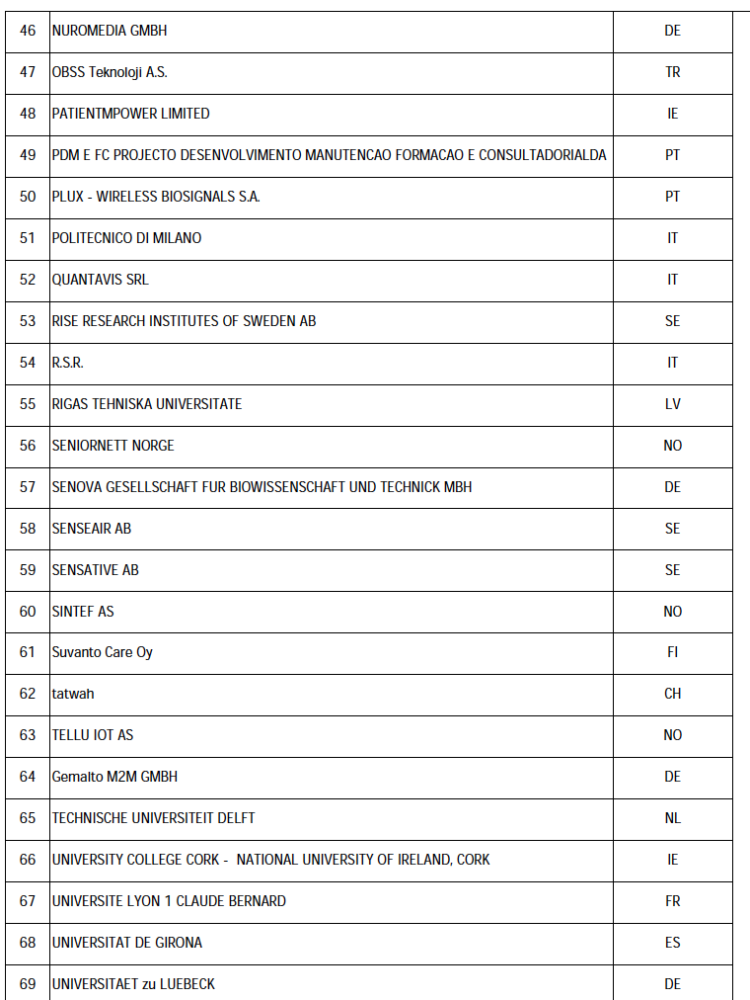 46 NUROMEDIA GMBH DE
47 OBSS Teknoloji A.S. TR
48 PATIENTMPOWER LIMITED IE
49 PDM E FC PROJECTO DESENVOLVIMENTO MANUTENCAO FORMACAO E CONSULTADORIALDA PT
50 PLUX - WIRELESS BIOSIGNALS S.A. PT
51 POLITECNICO DI MILANO IT
52 QUANTAVIS SRL IT
53 RISE RESEARCH INSTITUTES OF SWEDEN AB SE
54 R.S.R. IT
55 RIGAS TEHNISKA UNIVERSITATE LV
56 SENIORNETT NORGE NO
57 SENOVA GESELLSCHAFT FUR BIOWISSENSCHAFT UND TECHNICK MBH DE
58 SENSEAIR AB SE
59 SENSATIVE AB SE
60 SINTEF AS NO
61 Suvanto Care Oy FI
62 tatwah CH
63 TELLU IOT AS NO
64 Gemalto M2M GMBH DE
65 TECHNISCHE UNIVERSITEIT DELFT NL
66 UNIVERSITY COLLEGE CORK -  NATIONAL UNIVERSITY OF IRELAND, CORK IE
67 UNIVERSITE LYON 1 CLAUDE BERNARD FR
68 UNIVERSITAT DE GIRONA ES
69 UNIVERSITAET zu LUEBECK DE